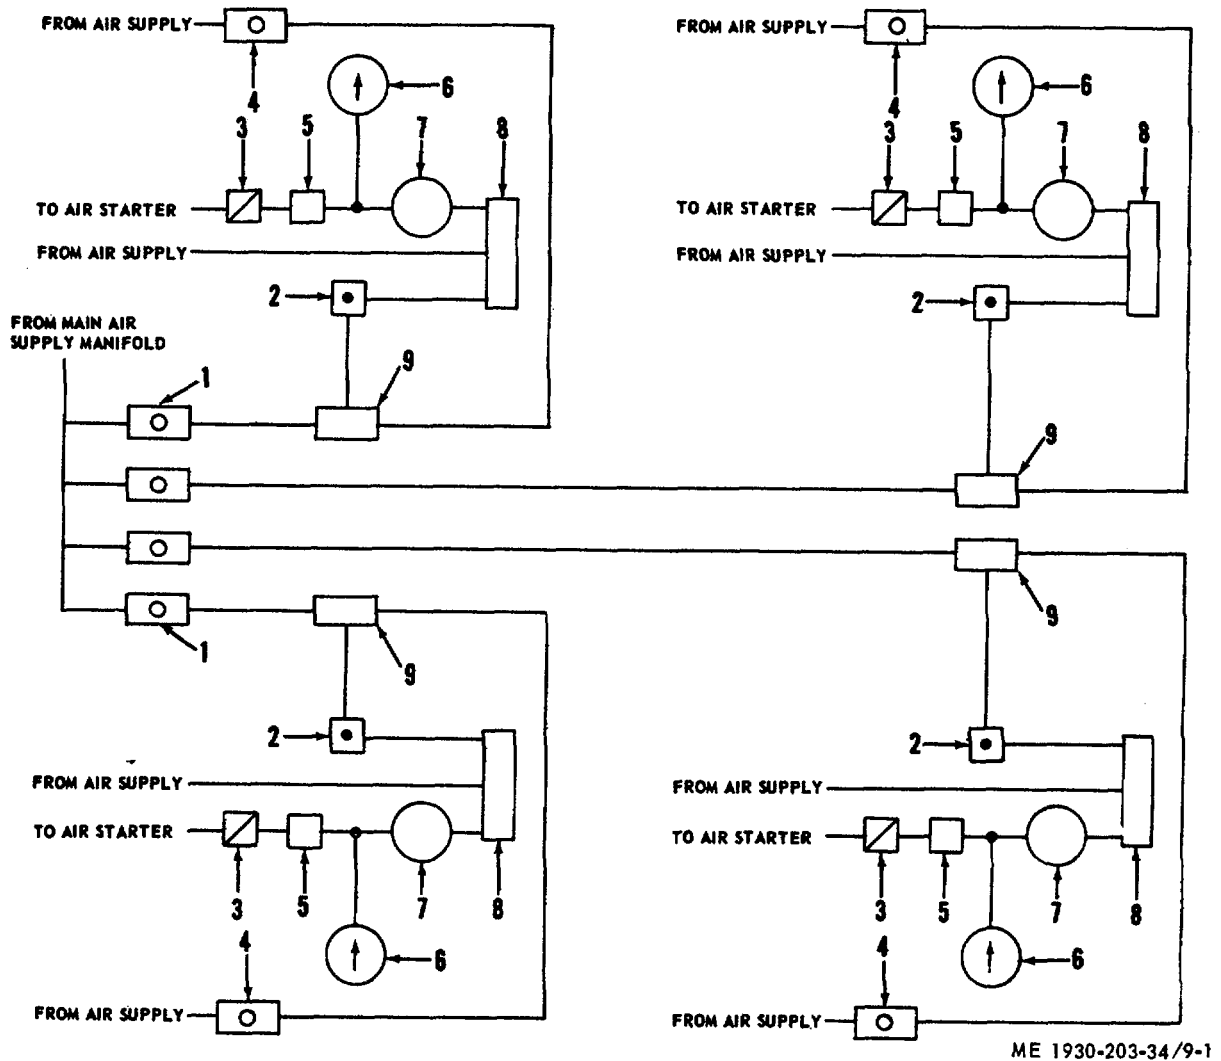 FROM AIR SUPPLY
4
6
3
5
7
8
TO AIR STARTER
FROM AIR SUPPLY
2
FROM MAIN AIR
SUPPLY MANIFOLD
1
9
FROM AIR SUPPLY
4
6
3
5
7
8
TO AIR STARTER
FROM AIR SUPPLY
2
9
1
9
2
FROM AIR SUPPLY
TO AIR STARTER
3
5
7
8
4
6
FROM AIR SUPPLY
9
2
FROM AIR SUPPLY
TO AIR STARTER
3
5
7
8
4
6
FROM AIR SUPPLY
ME 1930-203-34/9-1